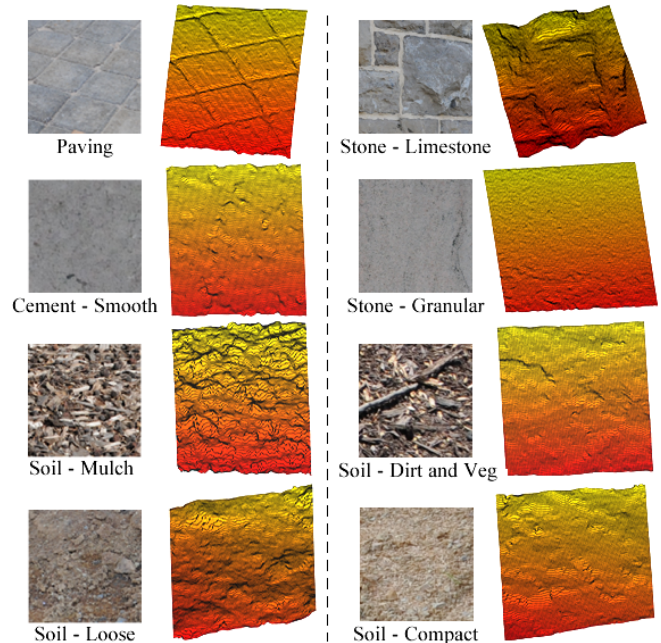 Paving
Stone - Limestone
Cement - Smooth
Stone - Granular
Soil - Mulch
Soil - Dirt and Veg
Soil - Loose
Soil - Compact